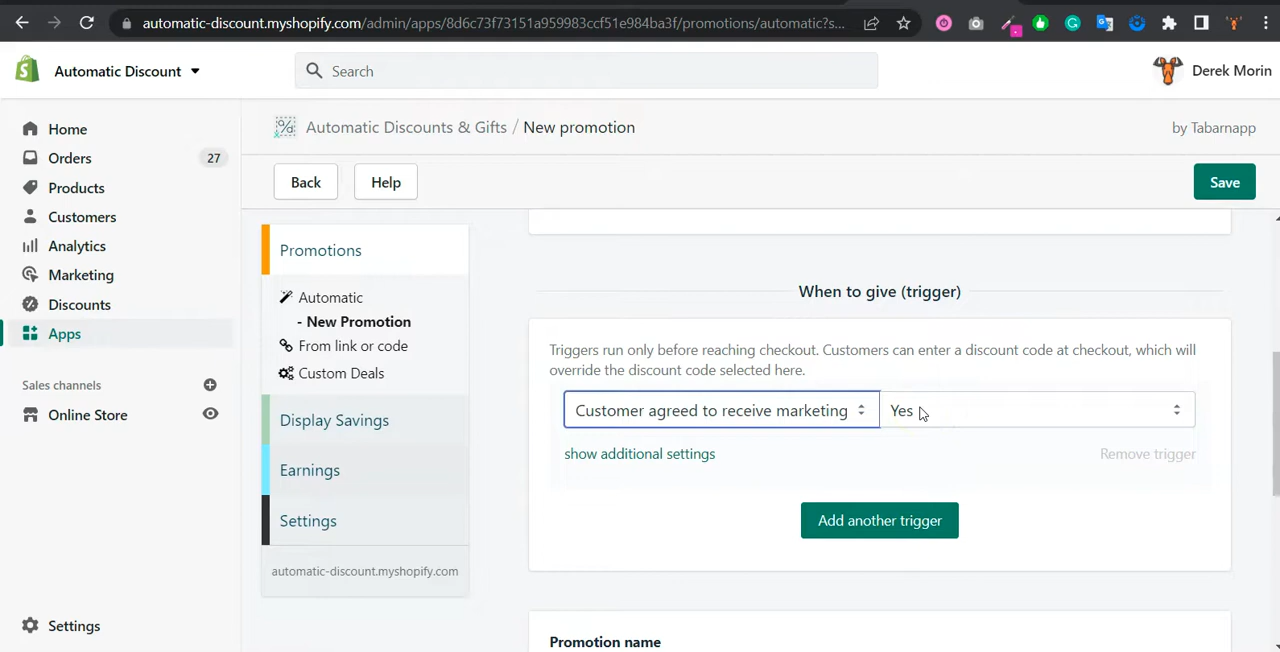 automatic-discount.myshopify.com/admin/apps/8d6c73f73151a959983ccf51e984ba3f/promotions/automatic?s...
Automatic Discount
Search
Derek Morin
Home
Orders 27
Products
Customers
Analytics
Marketing
Discounts
Apps
Sales channels
Online Store
Settings
Automatic Discounts & Gifts / New promotion
by Tabarnapp
Back
Help
Save
Promotions
Automatic
- New Promotion
From link or code
Custom Deals
Display Savings
Earnings
Settings
automatic-discount.myshopify.com
When to give (trigger)
Triggers run only before reaching checkout. Customers can enter a discount code at checkout, which will
override the discount code selected here.
Customer agreed to receive marketing
Yes
show additional settings
Remove trigger
Add another trigger
Promotion name